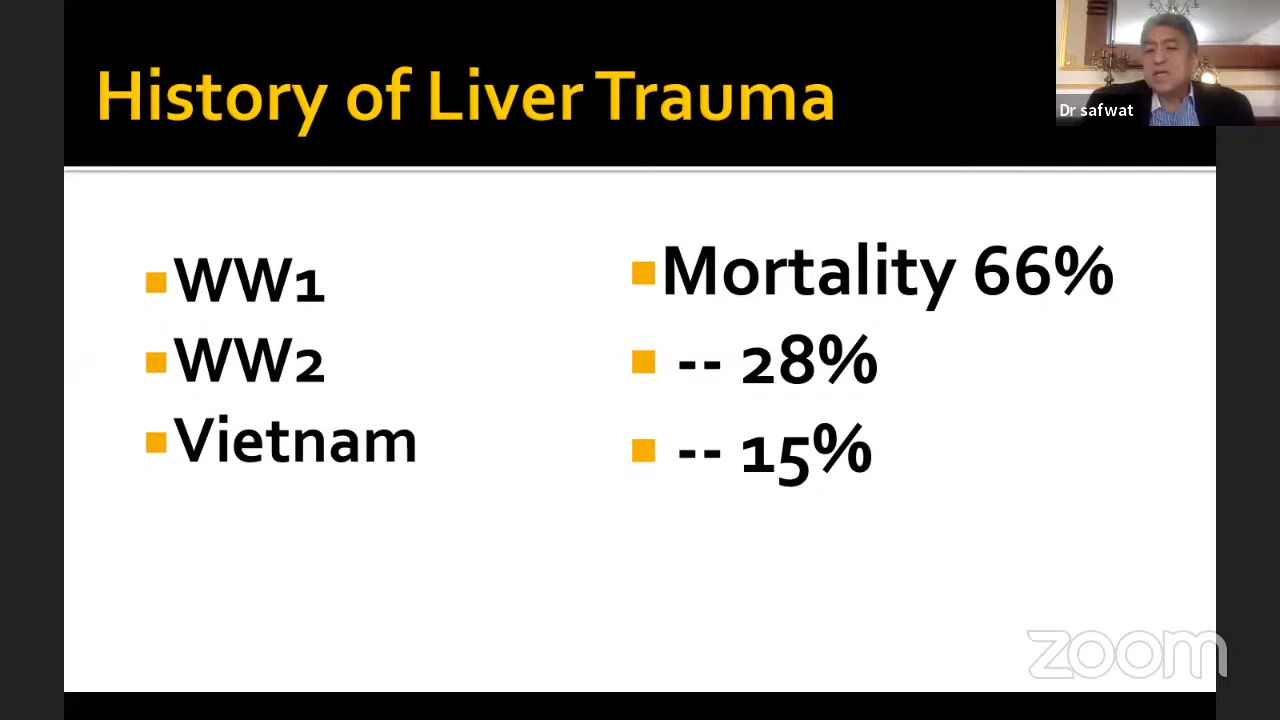 History of Liver Trauma
Dr safwat
WW1
WW2
Vietnam
Mortality 66%
-- 28%
-- 15%
zoom